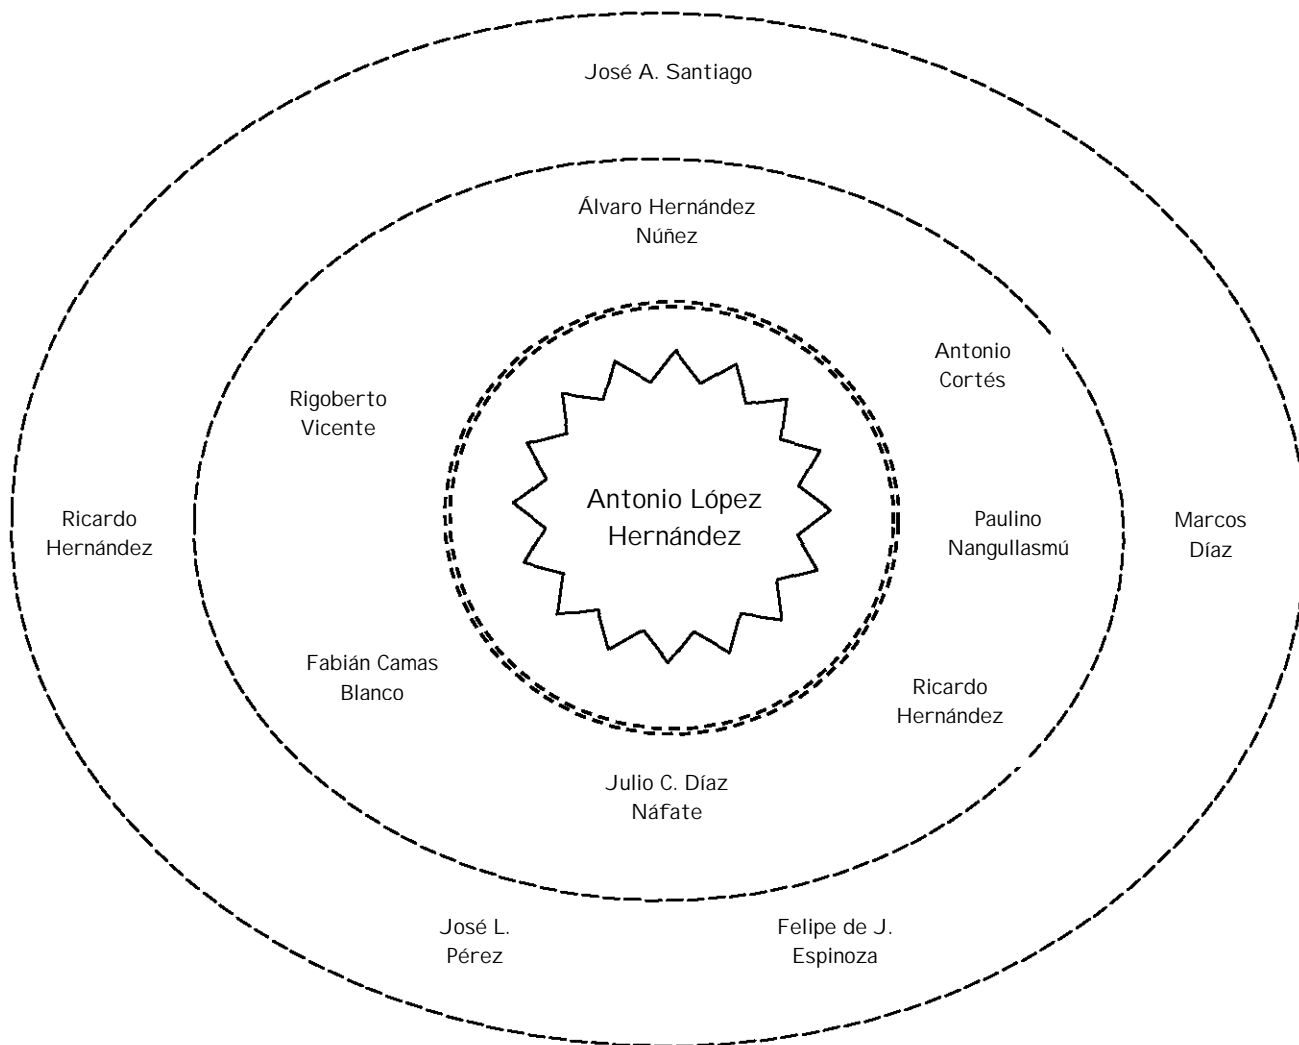 José A. Santiago
Álvaro Hernández
Núñez
Antonio
Cortés
Rigoberto
Vicente
Antonio López
Hernández
Ricardo
Hernández
Paulino
Nangullasmú
Marcos
Díaz
Fabián Camas
Blanco
Ricardo
Hernández
Julio C. Díaz
Náfate
José L.
Pérez
Felipe de J.
Espinoza